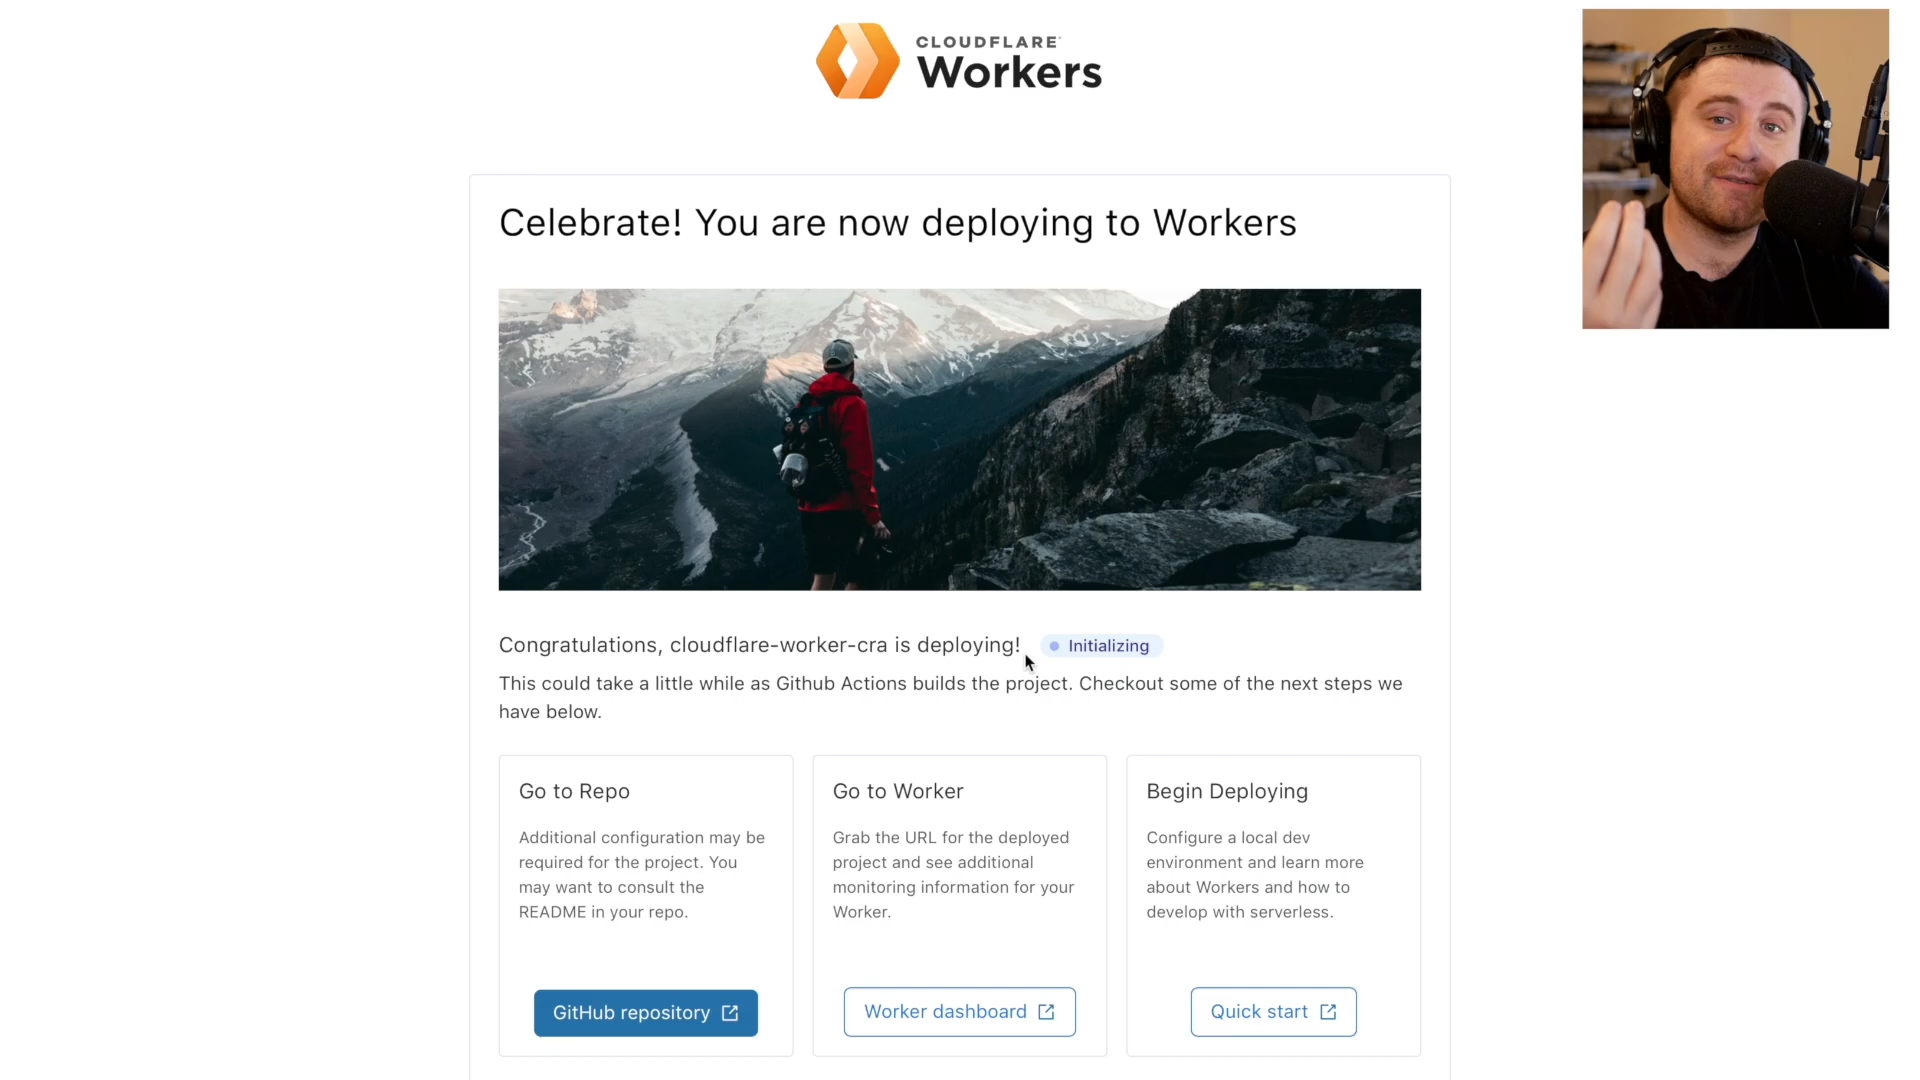 CLOUDFLARE
Workers
Celebrate! You are now deploying to Workers
Congratulations, cloudflare-worker-cra is deploying!
Initializing
This could take a little while as Github Actions builds the project. Checkout some of the next steps we
have below.
Go to Repo
Additional configuration may be
required for the project. You
may want to consult the
README in your repo.
GitHub repository
Go to Worker
Grab the URL for the deployed
project and see additional
monitoring information for your
Worker.
Worker dashboard
Begin Deploying
Configure a local dev
environment and learn more
about Workers and how to
develop with serverless.
Quick start